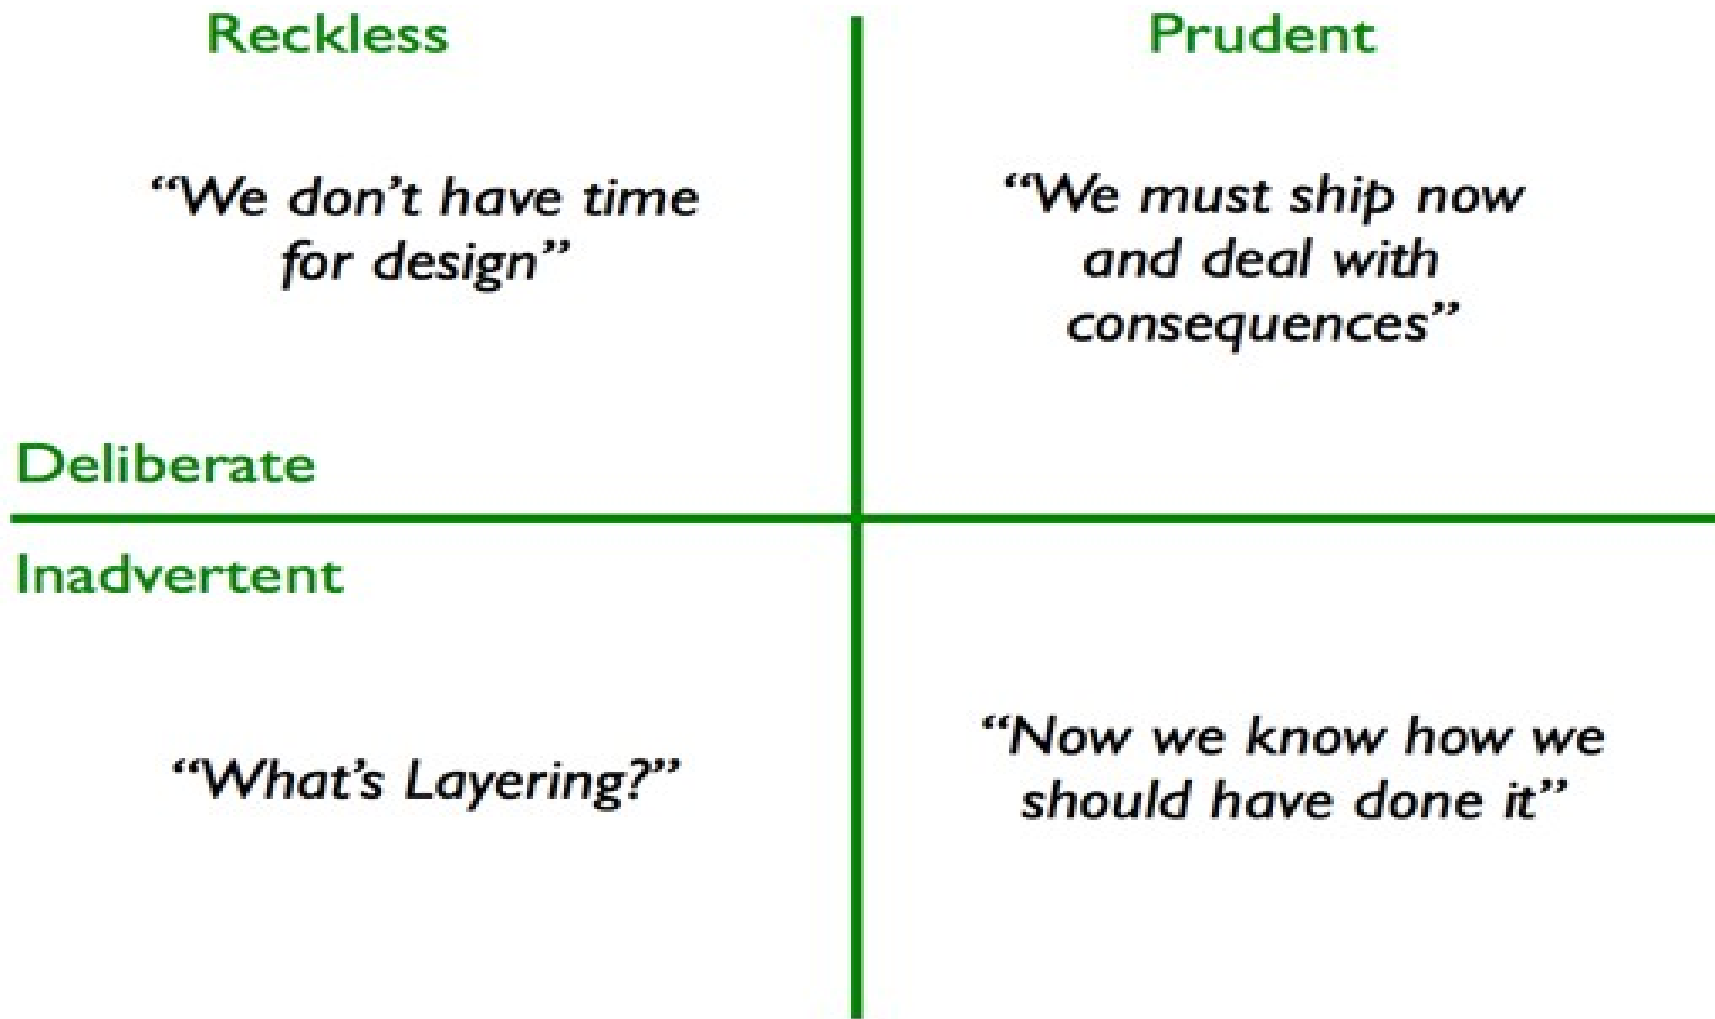 Reckless
Prudent
“We don’t have time
for design”
“We must ship now
and deal with
consequences”
Deliberate
Inadvertent
“What’s Layering?”
“Now we know how we
should have done it”